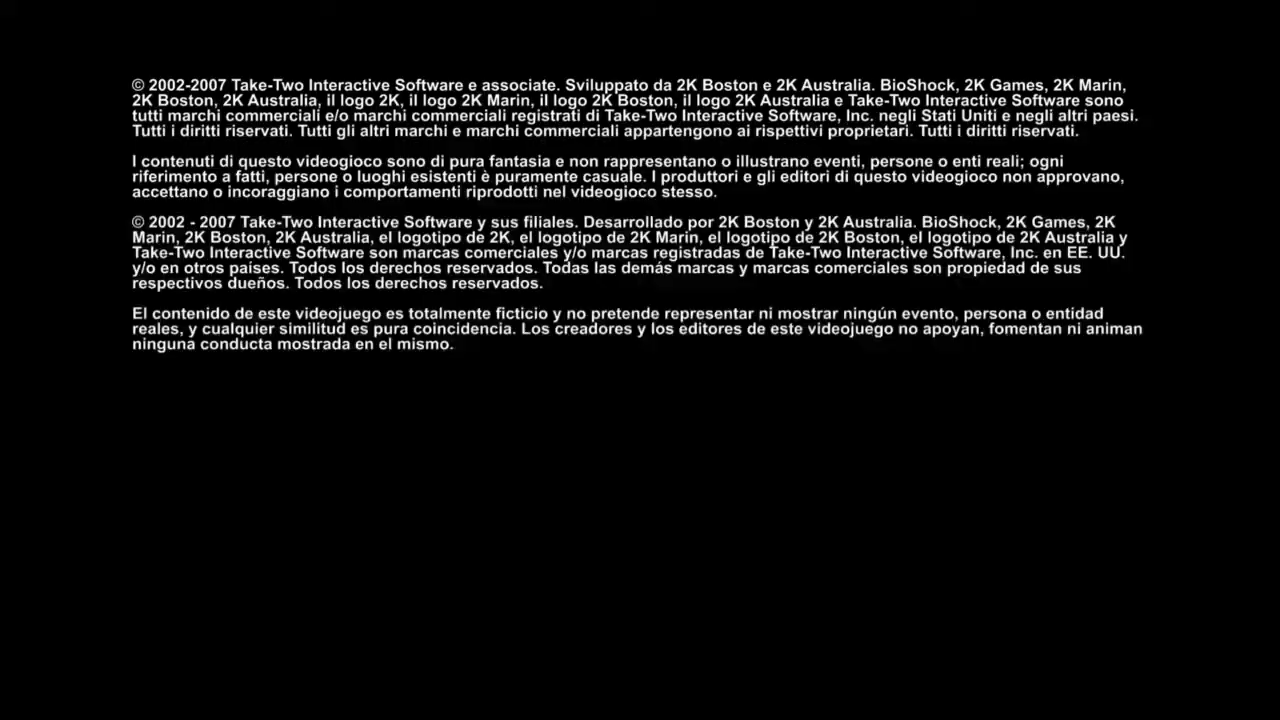 © 2002-2007 Take-Two Interactive Software e associate. Sviluppato da 2K Boston e 2K Australia. BioShock, 2K Games, 2K Marin,
2K Boston, 2K Australia, il logo 2K, il logo 2K Marin, il logo 2K Boston, il logo 2K Australia e Take-Two Interactive Software sono
tutti marchi commerciali e/o marchi commerciali registrati di Take-Two Interactive Software, Inc. negli Stati Uniti e negli altri paesi.
Tutti i diritti riservati. Tutti gli altri marchi e marchi commerciali appartengono ai rispettivi proprietari. Tutti i diritti riservati.
I contenuti di questo videogioco sono di pura fantasia e non rappresentano o illustrano eventi, persone o enti reali; ogni
riferimento a fatti, persone o luoghi esistenti è puramente casuale. I produttori e gli editori di questo videogioco non approvano,
accettano o incoraggiano i comportamenti riprodotti nel videogioco stesso.
© 2002 - 2007 Take-Two Interactive Software y sus filiales. Desarrollado por 2K Boston y 2K Australia. BioShock, 2K Games, 2K
Marin, 2K Boston, 2K Australia, el logotipo de 2K, el logotipo de 2K Marin, el logotipo de 2K Boston, el logotipo de 2K Australia y
Take-Two Interactive Software son marcas comerciales y/o marcas registradas de Take-Two Interactive Software, Inc. en EE. UU.
y/o en otros países. Todos los derechos reservados. Todas las demás marcas y marcas comerciales son propiedad de sus
respectivos dueños. Todos los derechos reservados.
El contenido de este videojuego es totalmente ficticio y no pretende representar ni mostrar ningún evento, persona o entidad
reales, y cualquier similitud es pura coincidencia. Los creadores y los editores de este videojuego no apoyan, fomentan ni animan
ninguna conducta mostrada en el mismo.